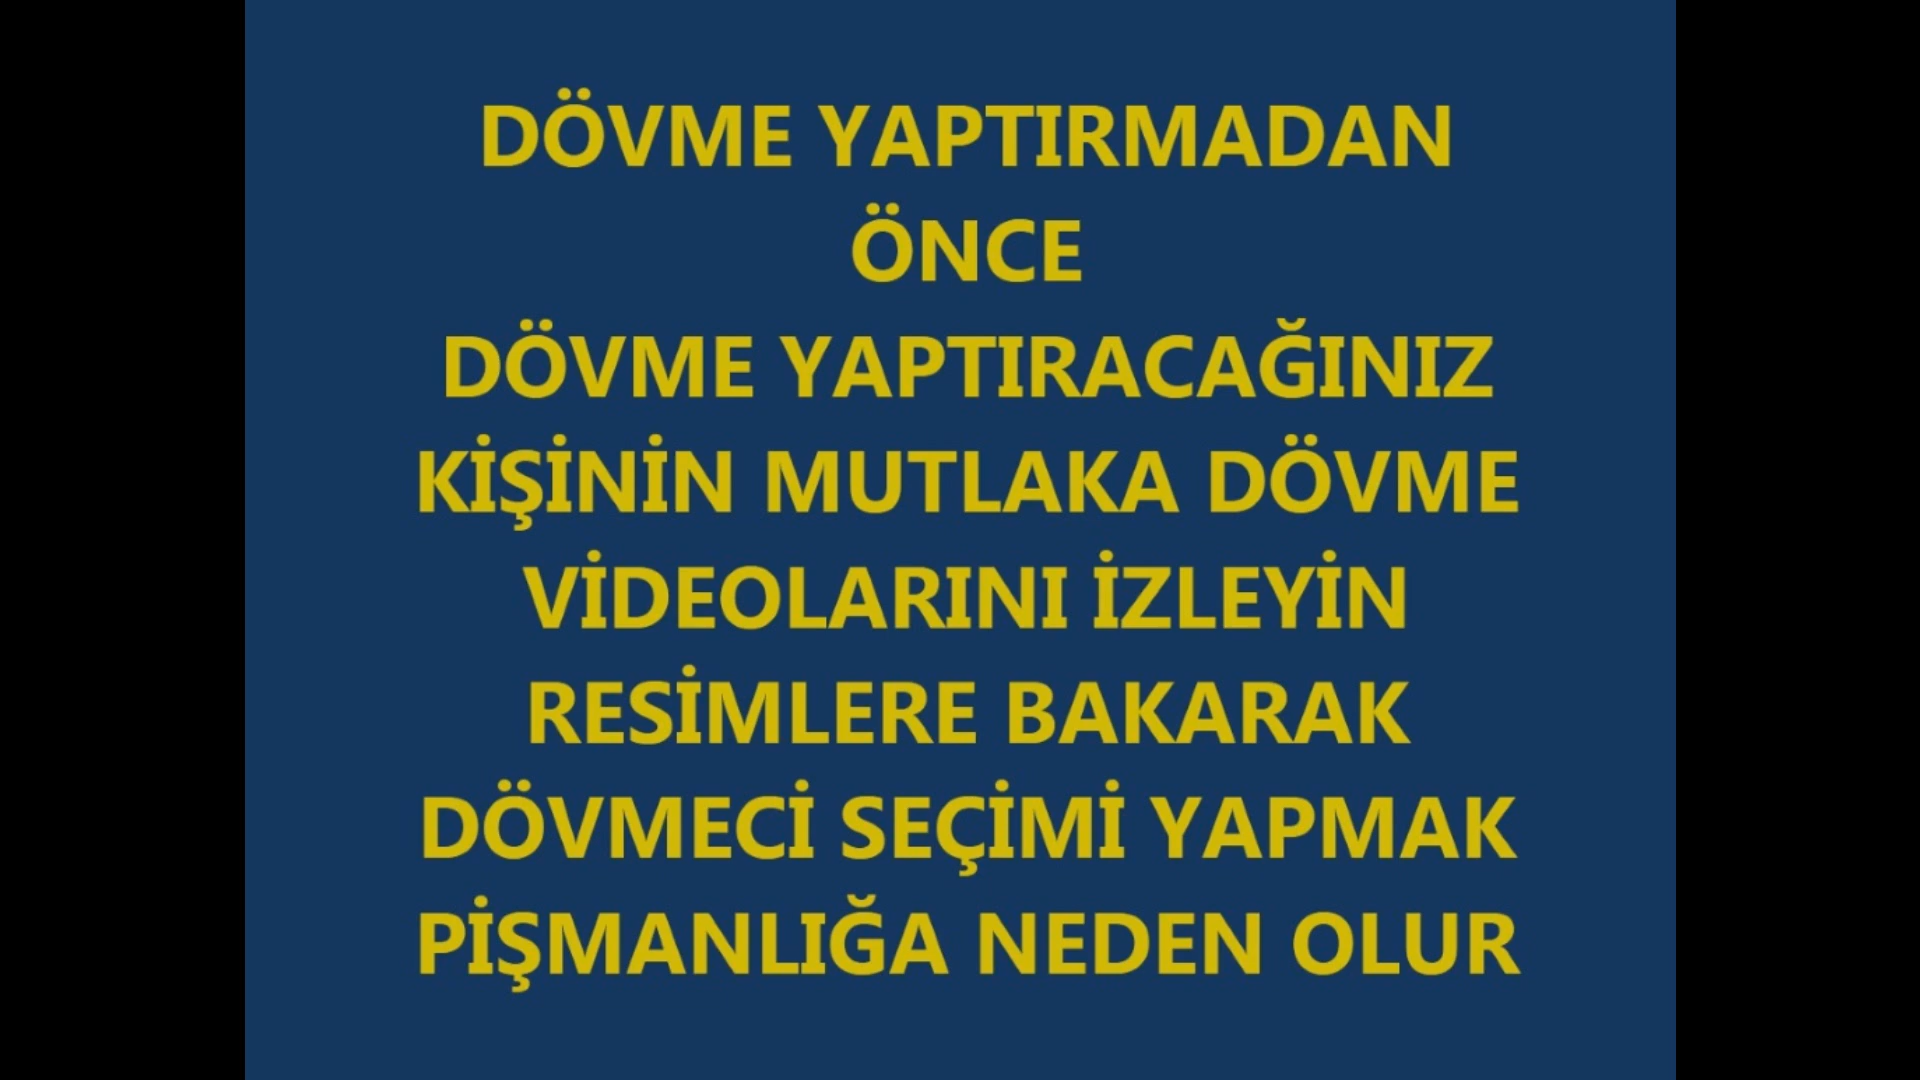 DÖVME YAPTIRMADAN
ÖNCE
DÖVME YAPTIRACAĞINIZ
KİŞİNİN MUTLAKA DÖVME
VİDEOLARINI İZLEYİN
RESİMLERE BAKARAK
DÖVMECİ SEÇİMİ YAPMAK
PİŞMANLIĞA NEDEN OLUR